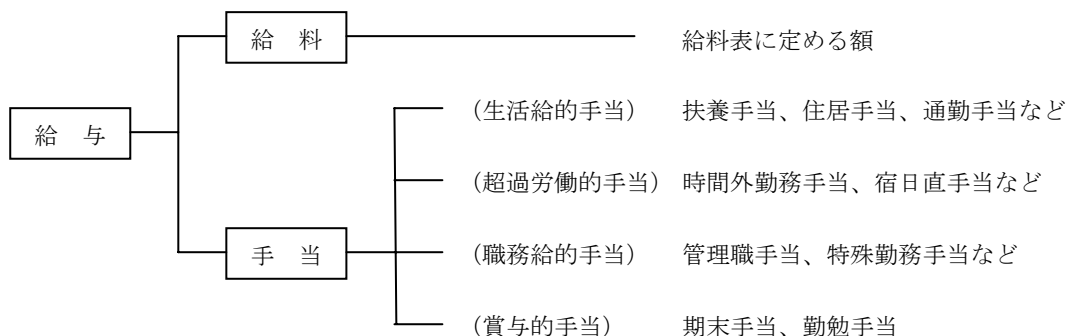 給 料 給料表に定める額
(生活給的手当) 扶養手当、住居手当、通勤手当など
給 与
(超過労働的手当) 時間外勤務手当、宿日直手当など
手 当 (職務給的手当) 管理職手当、特殊勤務手当など
(賞与的手当) 期末手当、勤勉手当